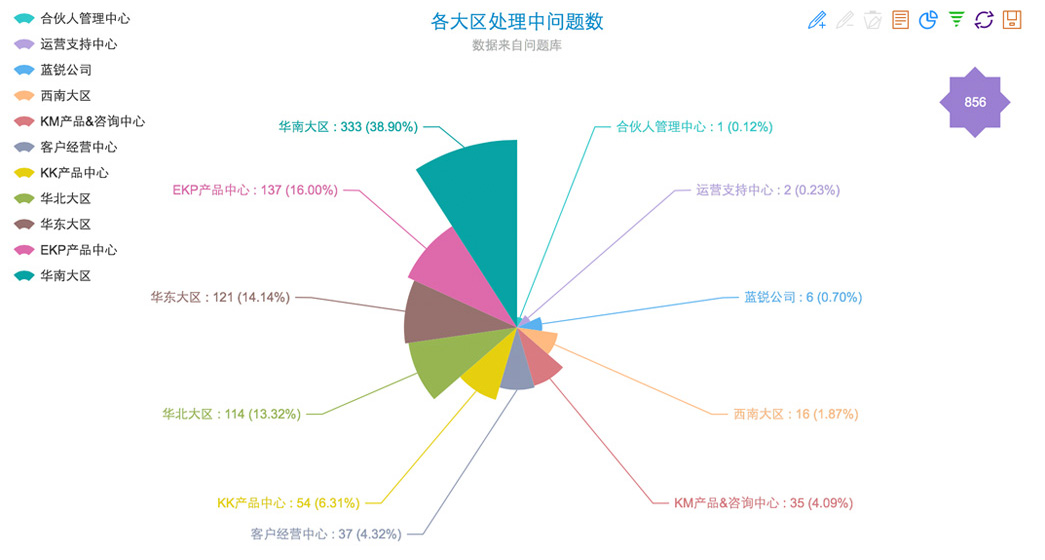 各大区处理中问题数
数据来自问题库
合伙人管理中心
运营支持中心
蓝锐公司
西南大区
KM产品&咨询中心
客户经营中心
KK产品中心
华北大区
华东大区
EKP产品中心
华南大区
856
华南大区 : 333 (38.90%)
合伙人管理中心 : 1 (0.12%)
EKP产品中心 : 137 (16.00%)
运营支持中心 : 2 (0.23%)
华东大区 : 121 (14.14%)
蓝锐公司 : 6 (0.70%)
华北大区 : 114 (13.32%)
西南大区 : 16 (1.87%)
KK产品中心 : 54 (6.31%)
KM产品&咨询中心 : 35 (4.09%)
客户经营中心 : 37 (4.32%)